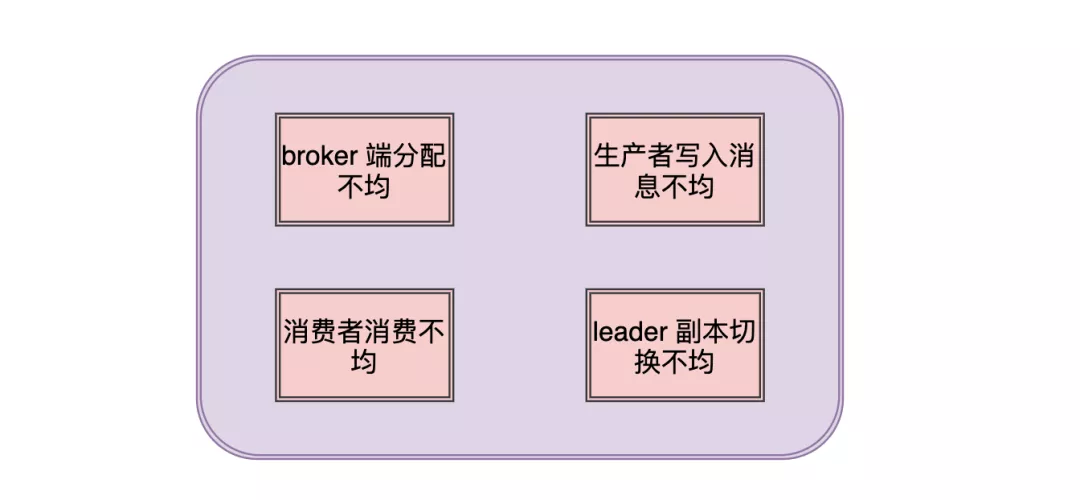 broker 端分配
不均
生产者写入消
息不均
消费者消费不
均
leader 副本切
换不均